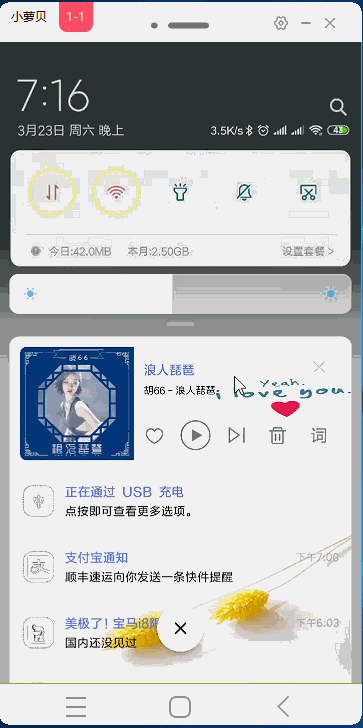 小萝贝 1-1
7:16
3月23日 周六 晚上
3.5K/s 43
今日:42.0MB 本月:2.50GB 设置套餐 >
胡66
浪人琵琶
浪人琵琶
胡66 - 浪人琵琶
Yeah.
i love you.
词
正在通过 USB 充电
点按即可查看更多选项。
支付宝通知 下午7:00
顺丰速运向你发送一条快件提醒
美极了！宝马i8限 下午6:03
国内还没见过